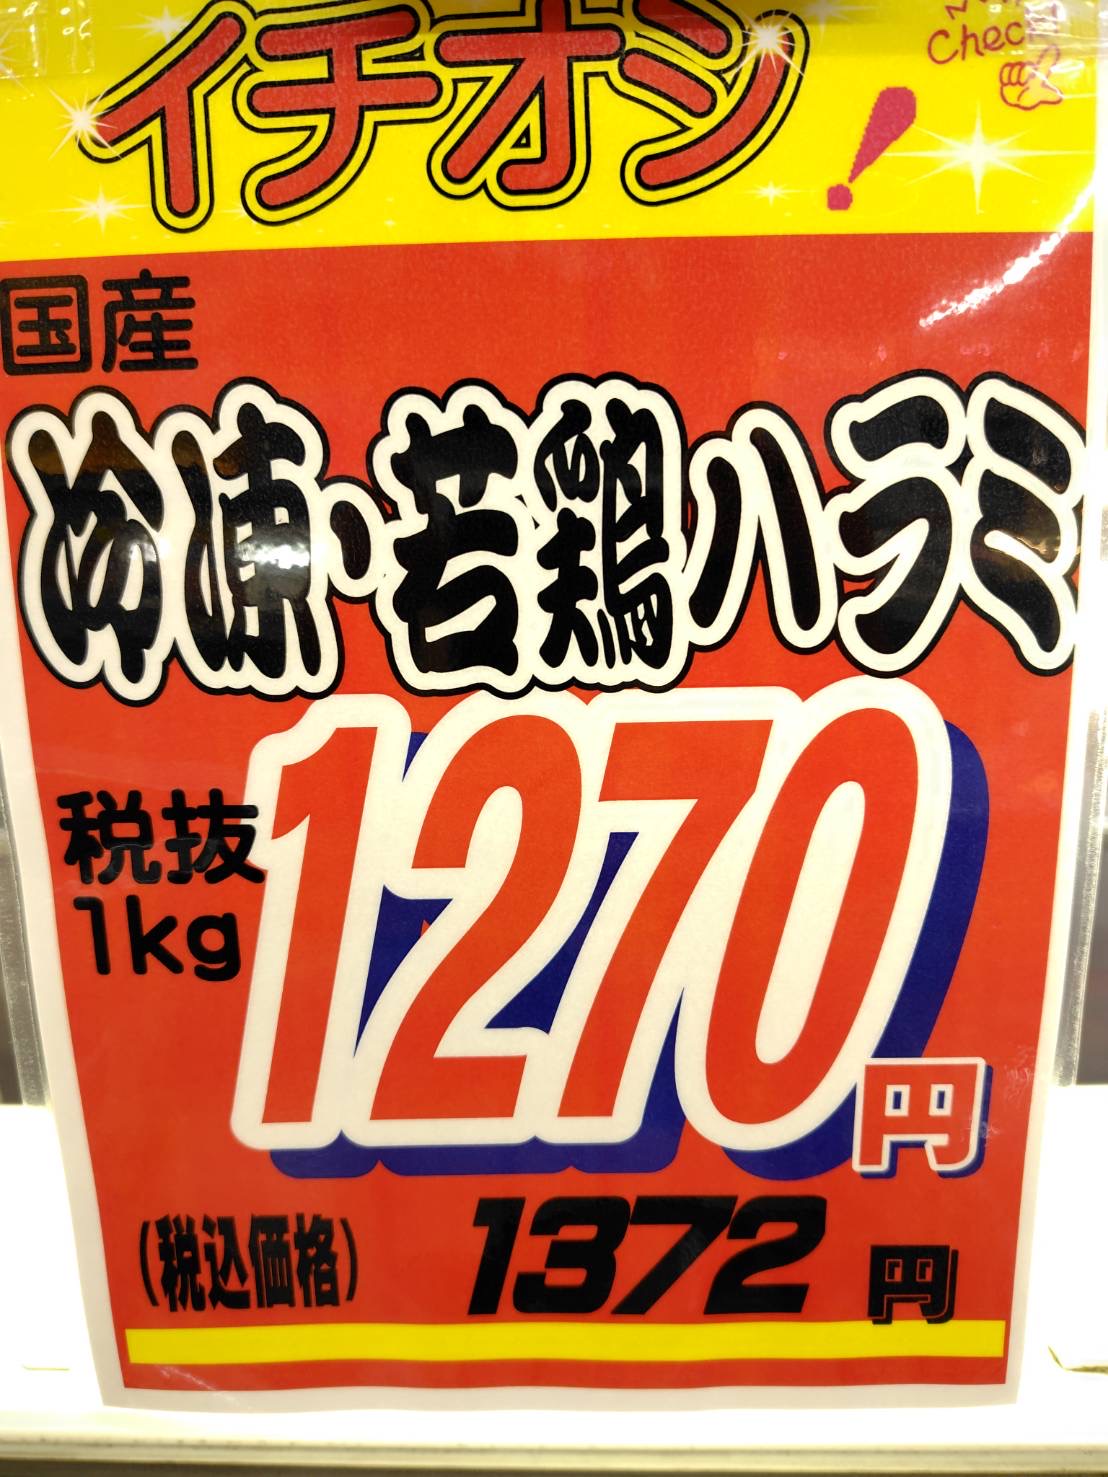 イチオシ!
Check
国産
冷凍・若鶏ハラミ
税抜
1kg
1270円
(税込価格) 1372円